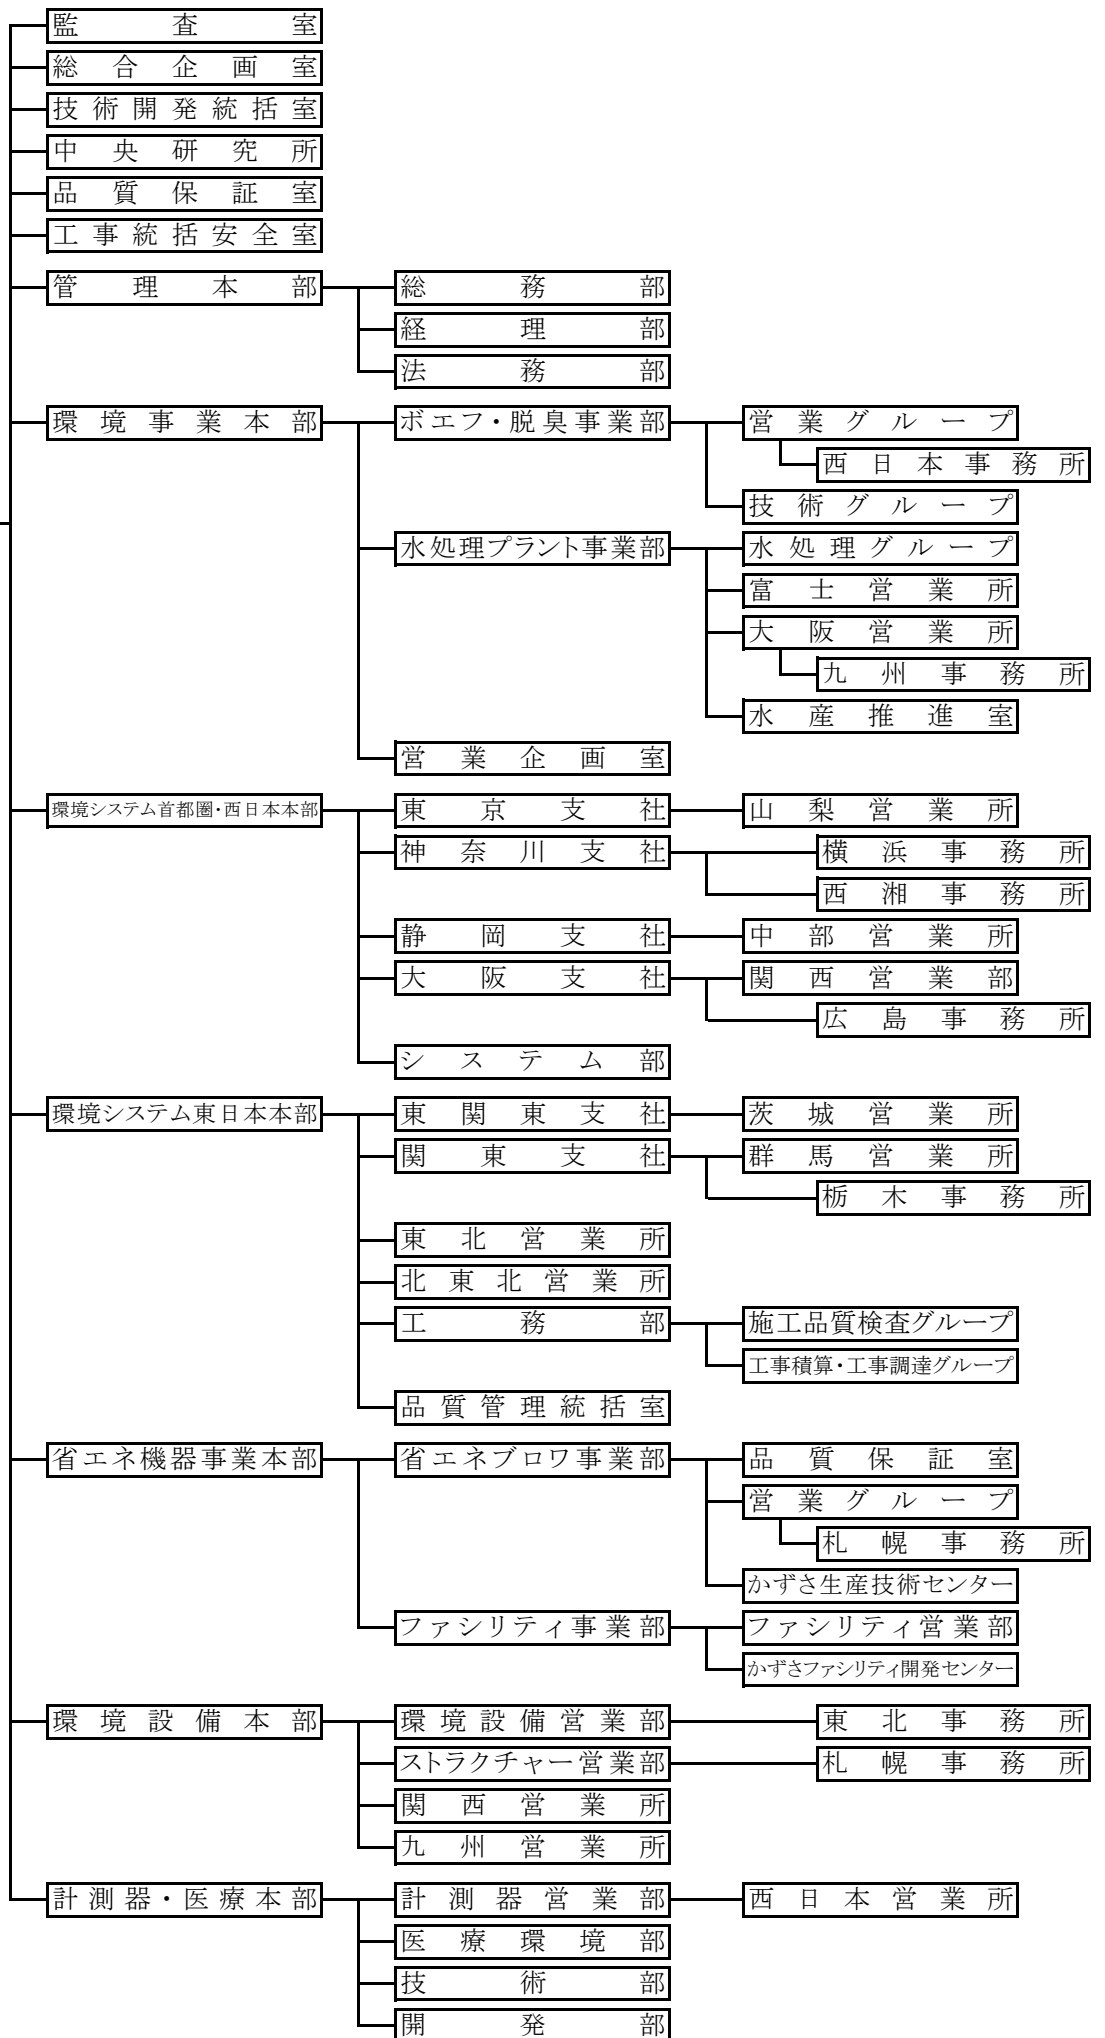 監査室
総合企画室
技術開発統括室
中央研究所
品質保証室
工事統括安全室
管理本部 総務部
経理部
法務部
環境事業本部 ボエフ・脱臭事業部 営業グループ
西日本事務所
技術グループ
水処理プラント事業部 水処理グループ
富士営業所
大阪営業所
九州事務所
水産推進室
営業企画室
環境システム首都圏・西日本本部 東京支社 山梨営業所
神奈川支社 横浜事務所
西湘事務所
静岡支社 中部営業所
大阪支社 関西営業部
広島事務所
システム部
環境システム東日本本部 東関東支社 茨城営業所
関東支社 群馬営業所
栃木事務所
東北営業所
北東北営業所
工務部 施工品質検査グループ
工事積算・工事調達グループ
品質管理統括室
省エネ機器事業本部 省エネブロワ事業部 品質保証室
営業グループ
札幌事務所
かずさ生産技術センター
ファシリティ事業部 ファシリティ営業部
かずさファシリティ開発センター
環境設備本部 環境設備営業部 東北事務所
ストラクチャー営業部 札幌事務所
関西営業所
九州営業所
計測器・医療本部 計測器営業部 西日本営業所
医療環境部
技術部
開発部